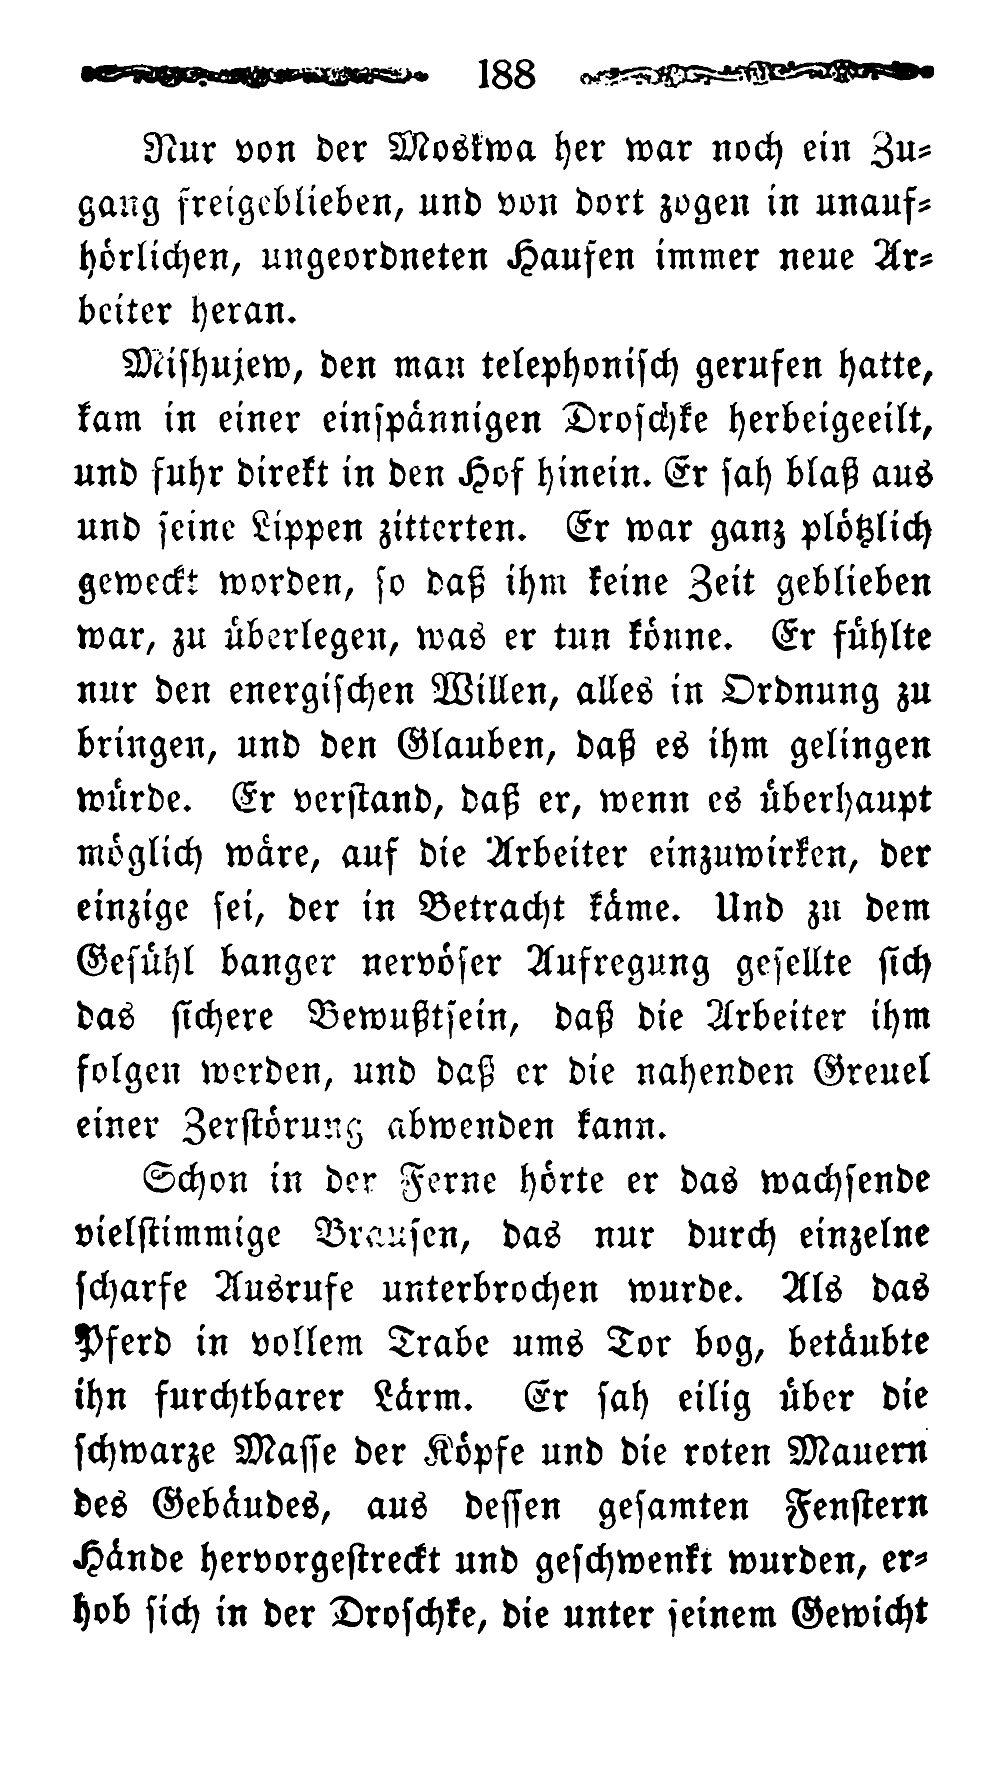 188
Nur von der Moskwa her war noch ein Zu-
gang freigeblieben, und von dort zogen in unauf-
hörlichen, ungeordneten Haufen immer neue Ar-
beiter heran.
Mishujew, den man telephonisch gerufen hatte,
kam in einer einspännigen Droschke herbeigeeilt,
und fuhr direkt in den Hof hinein. Er sah blaß aus
und seine Lippen zitterten. Er war ganz plötzlich
geweckt worden, so daß ihm keine Zeit geblieben
war, zu überlegen, was er tun könne. Er fühlte
nur den energischen Willen, alles in Ordnung zu
bringen, und den Glauben, daß es ihm gelingen
würde. Er verstand, daß er, wenn es überhaupt
möglich wäre, auf die Arbeiter einzuwirken, der
einzige sei, der in Betracht käme. Und zu dem
Gefühl banger nervöser Aufregung gesellte sich
das sichere Bewußtsein, daß die Arbeiter ihm
folgen werden, und daß er die nahenden Greuel
einer Zerstörung abwenden kann.
Schon in der Ferne hörte er das wachsende
vielstimmige Brausen, das nur durch einzelne
scharfe Ausrufe unterbrochen wurde. Als das
Pferd in vollem Trabe ums Tor bog, betäubte
ihn furchtbarer Lärm. Er sah eilig über die
schwarze Masse der Köpfe und die roten Mauern
des Gebäudes, aus dessen gesamten Fenstern
Hände hervorgestreckt und geschwenkt wurden, er-
hob sich in der Droschke, die unter seinem Gewicht